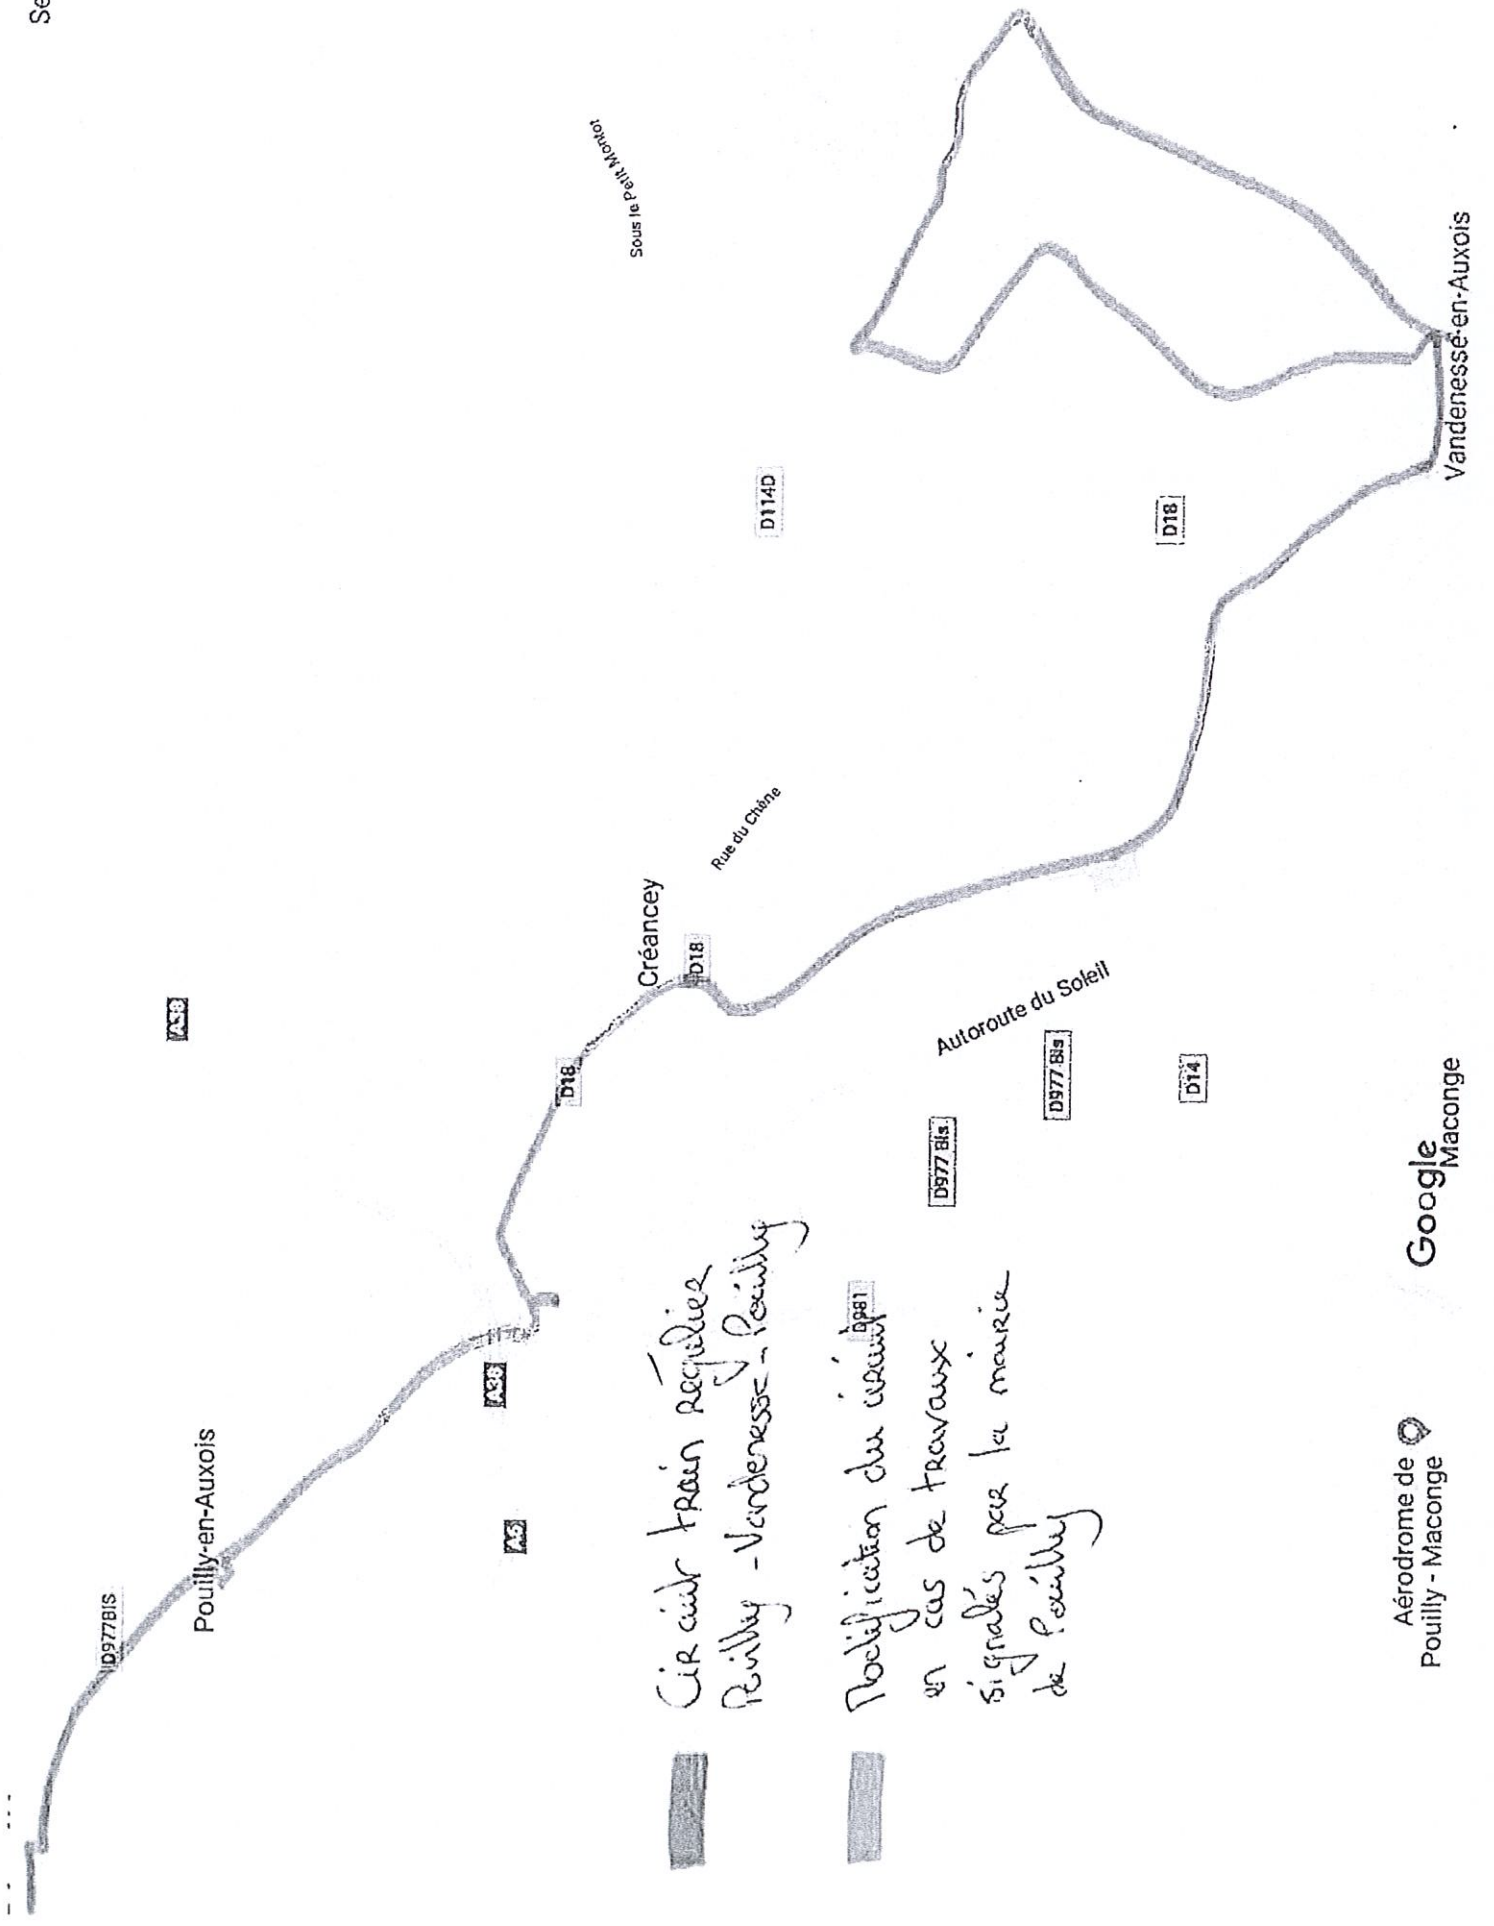 Se
Sous le Petit Montot
D114D
D18
Vandenesse-en-Auxois
Rue du Chêne
Créancey
D18
A38
D18
Autoroute du Soleil
D977 Bis
D14
D977 Bis
Google
Maconge
A38
A6
Pouilly-en-Auxois
D977BIS
Circuit train régulier
Pouilly - Vandenesse - Pouilly
D981
Modification du circuit
en cas de travaux
signalés par la mairie
de Pouilly
Aérodrome de
Pouilly - Maconge